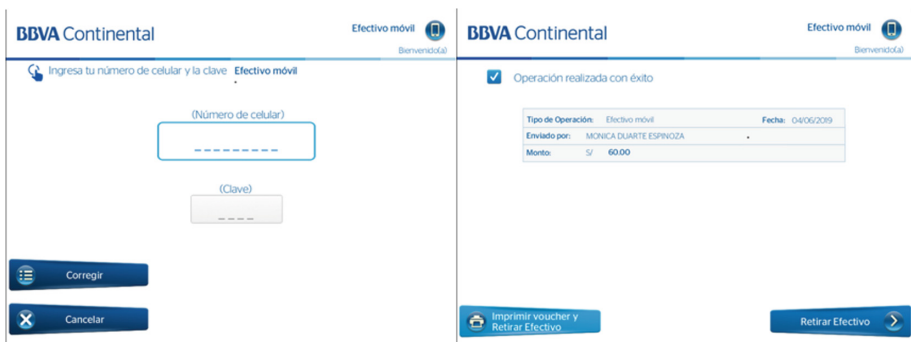 BBVA Continental
Efectivo móvil
Bienvenido(a)
Ingresa tu número de celular y la clave Efectivo móvil
(Número de celular)
(Clave)
Corregir
Cancelar
BBVA Continental
Efectivo móvil
Bienvenido(a)
Operación realizada con éxito
Tipo de Operación: Efectivo móvil Fecha: 04/06/2019
Enviado por: MONICA DUARTE ESPINOZA
Monto: S/ 60.00
Imprimir voucher y
Retirar Efectivo
Retirar Efectivo